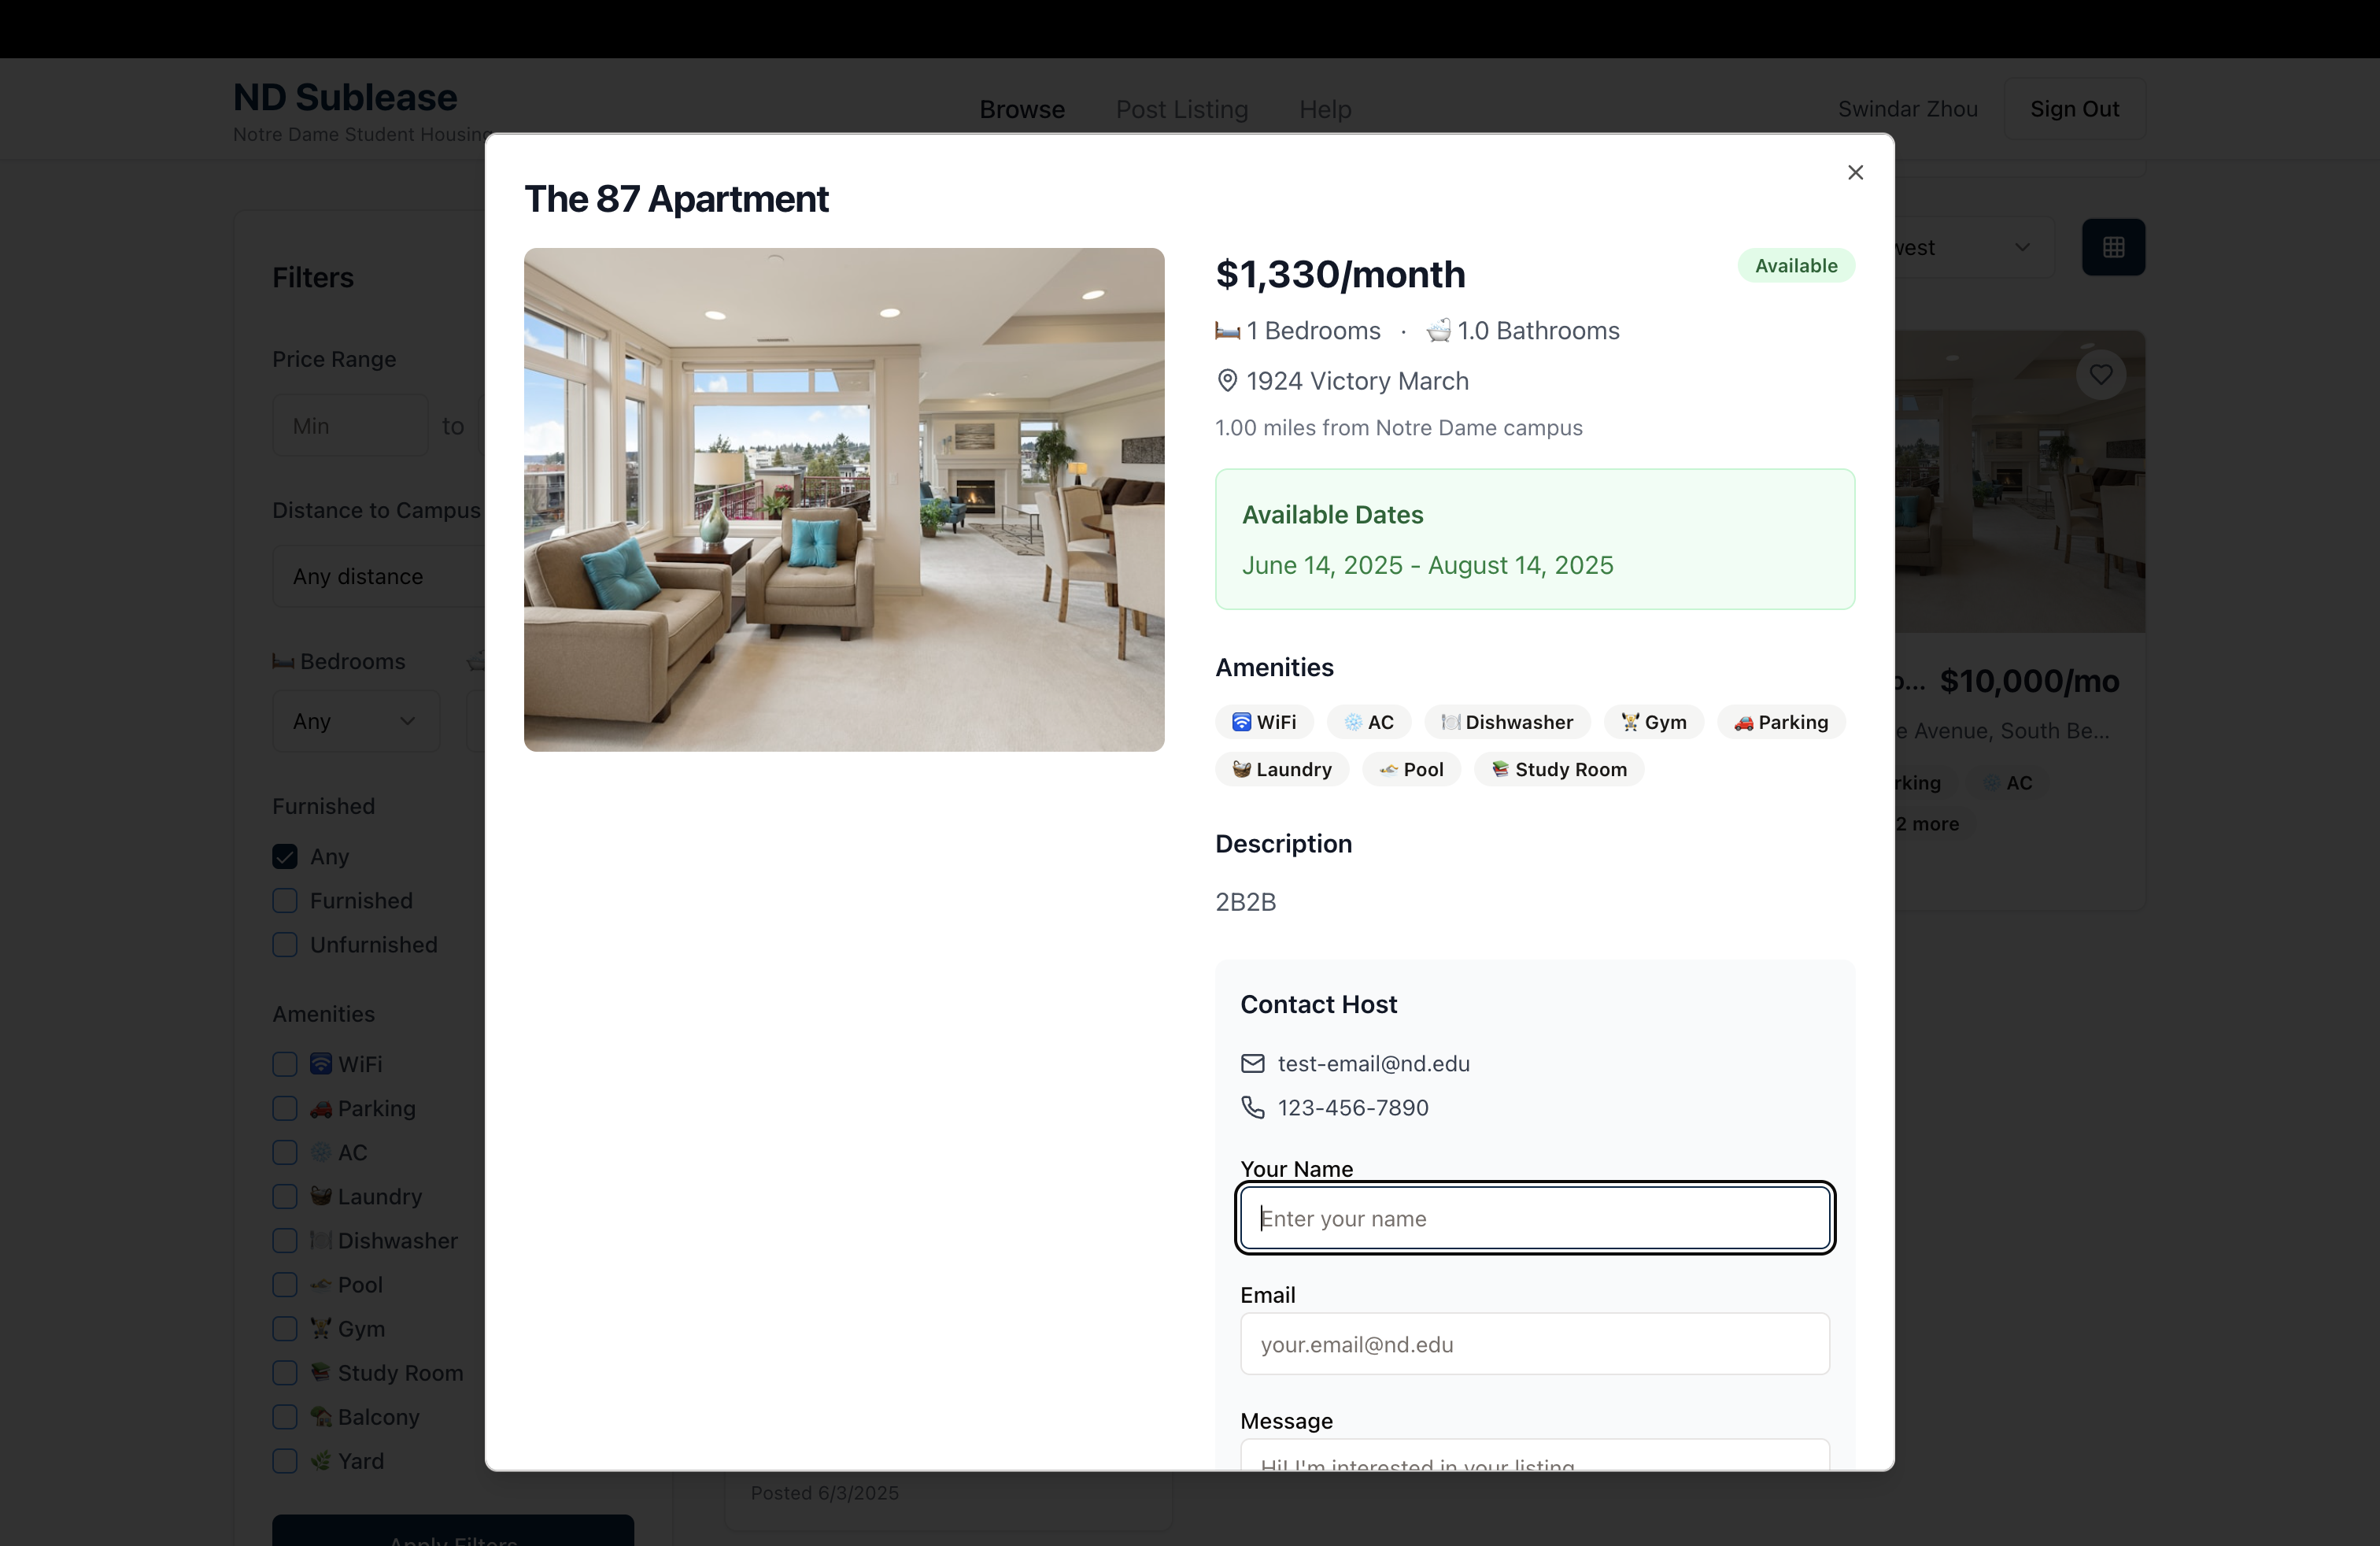 ND Sublease
Notre Dame Student Housing
Browse
Post Listing
Help
Swindar Zhou
Sign Out
Filters
Price Range
Min
to
Distance to Campus
Any distance
Bedrooms
Any
Furnished
Any
Furnished
Unfurnished
Amenities
WiFi
Parking
AC
Laundry
Dishwasher
Pool
Gym
Study Room
Balcony
Yard
Apply Filters
The 87 Apartment
$1,330/month
Available
1 Bedrooms · 1.0 Bathrooms
1924 Victory March
1.00 miles from Notre Dame campus
Available Dates
June 14, 2025 - August 14, 2025
Amenities
WiFi AC Dishwasher Gym Parking
Laundry Pool Study Room
Description
2B2B
Contact Host
test-email@nd.edu
123-456-7890
Your Name
Enter your name
Email
your.email@nd.edu
Message
Hi! I'm interested in your listing
Posted 6/3/2025
$10,000/mo
Avenue, South Be...
AC
2 more